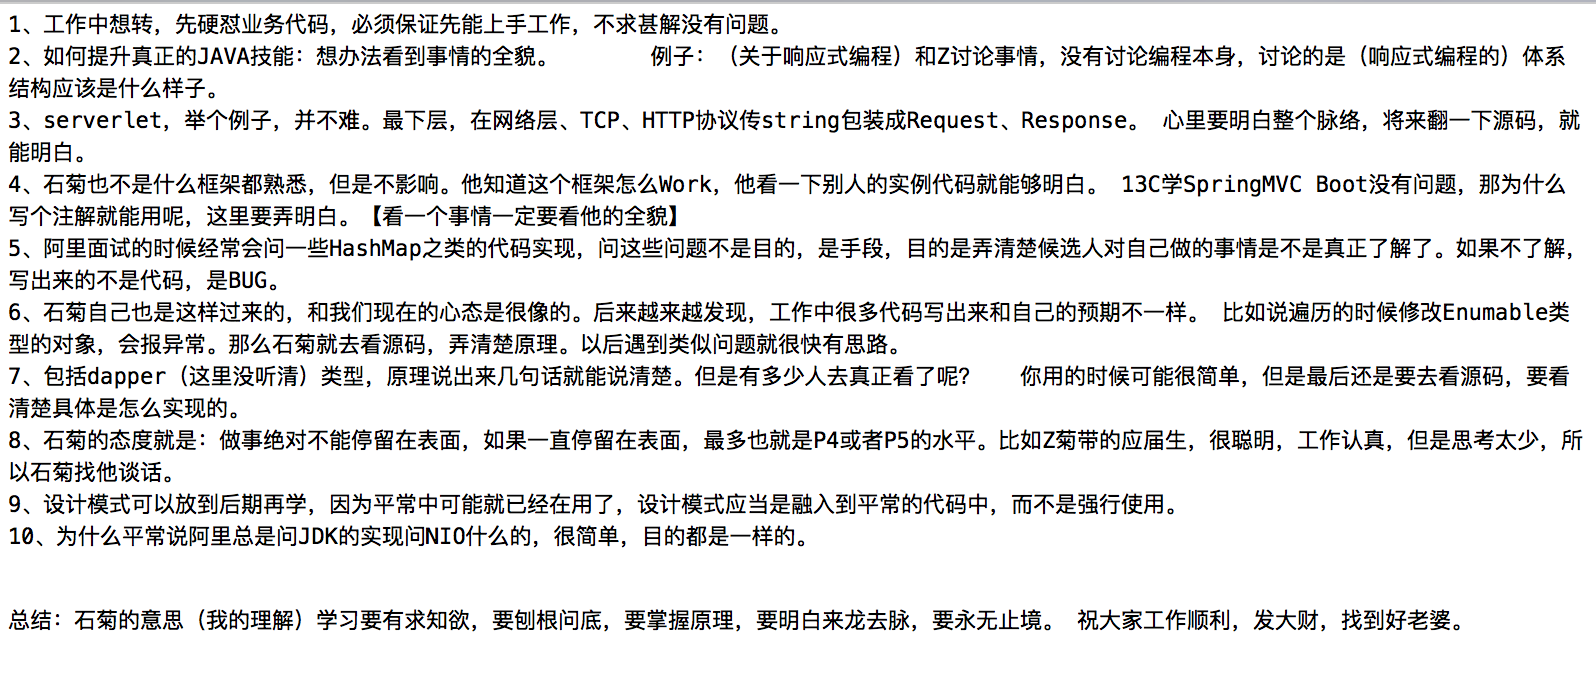 1、工作中想转，先硬怼业务代码，必须保证先能上手工作，不求甚解没有问题。
2、如何提升真正的JAVA技能：想办法看到事情的全貌。 例子：（关于响应式编程）和Z讨论事情，没有讨论编程本身，讨论的是（响应式编程的）体系
结构应该是什么样子。
3、serverlet，举个例子，并不难。最下层，在网络层、TCP、HTTP协议传string包装成Request、Response。 心里要明白整个脉络，将来翻一下源码，就
能明白。
4、石菊也不是什么框架都熟悉，但是不影响。他知道这个框架怎么Work，他看一下别人的实例代码就能够明白。 13C学SpringMVC Boot没有问题，那为什么
写个注解就能用呢，这里要弄明白。【看一个事情一定要看他的全貌】
5、阿里面试的时候经常会问一些HashMap之类的代码实现，问这些问题不是目的，是手段，目的是弄清楚候选人对自己做的事情是不是真正了解了。如果不了解，
写出来的不是代码，是BUG。
6、石菊自己也是这样过来的，和我们现在的心态是很像的。后来越来越发现，工作中很多代码写出来和自己的预期不一样。 比如说遍历的时候修改Enumable类
型的对象，会报异常。那么石菊就去看源码，弄清楚原理。以后遇到类似问题就很快有思路。
7、包括dapper（这里没听清）类型，原理说出来几句话就能说清楚。但是有多少人去真正看了呢？ 你用的时候可能很简单，但是最后还是要去看源码，要看
清楚具体是怎么实现的。
8、石菊的态度就是：做事绝对不能停留在表面，如果一直停留在表面，最多也就是P4或者P5的水平。比如Z菊带的应届生，很聪明，工作认真，但是思考太少，所
以石菊找他谈话。
9、设计模式可以放到后期再学，因为平常中可能就已经在用了，设计模式应当是融入到平常的代码中，而不是强行使用。
10、为什么平常说阿里总是问JDK的实现问NIO什么的，很简单，目的都是一样的。
总结：石菊的意思（我的理解）学习要有求知欲，要刨根问底，要掌握原理，要明白来龙去脉，要永无止境。 祝大家工作顺利，发大财，找到好老婆。